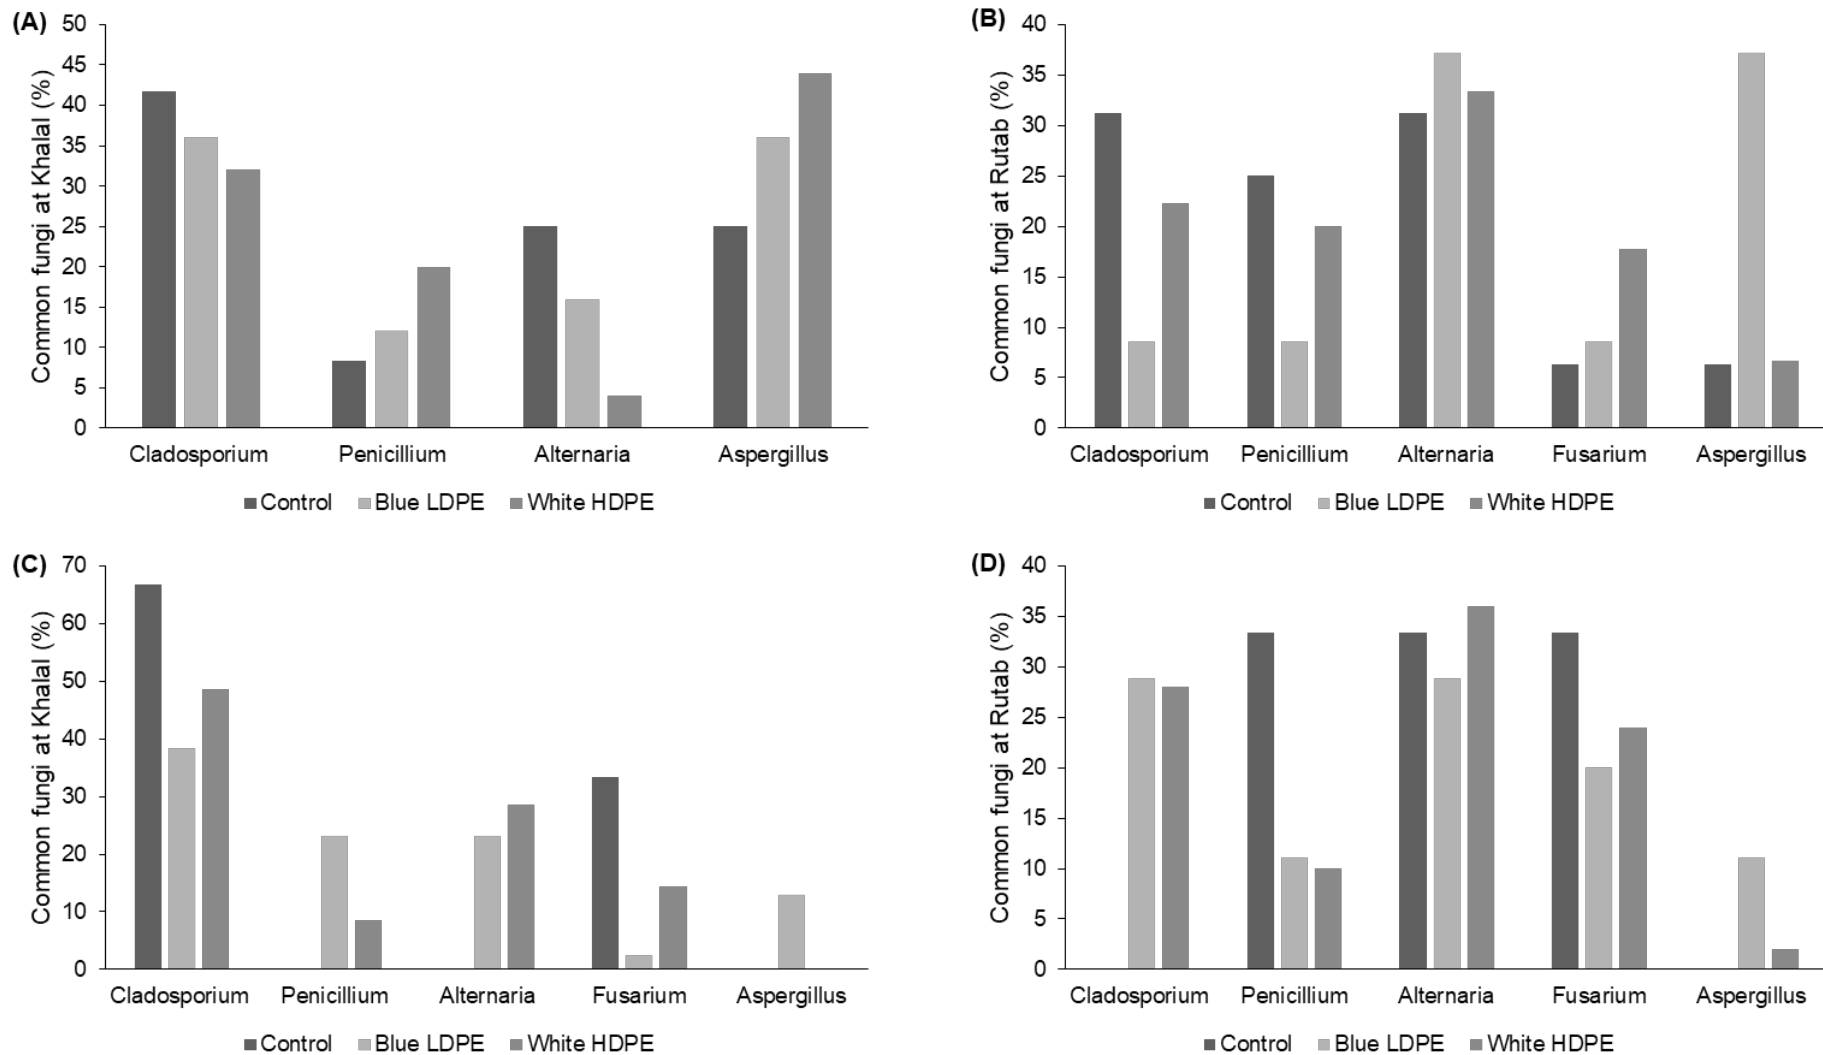 (A)
Common fungi at Khalal (%)
50
45
40
35
30
25
20
15
10
5
0
Cladosporium Penicillium Alternaria Aspergillus
Control Blue LDPE White HDPE
(B)
Common fungi at Rutab (%)
40
35
30
25
20
15
10
5
0
Cladosporium Penicillium Alternaria Fusarium Aspergillus
Control Blue LDPE White HDPE
(C)
Common fungi at Khalal (%)
70
60
50
40
30
20
10
0
Cladosporium Penicillium Alternaria Fusarium Aspergillus
Control Blue LDPE White HDPE
(D)
Common fungi at Rutab (%)
40
35
30
25
20
15
10
5
0
Cladosporium Penicillium Alternaria Fusarium Aspergillus
Control Blue LDPE White HDPE